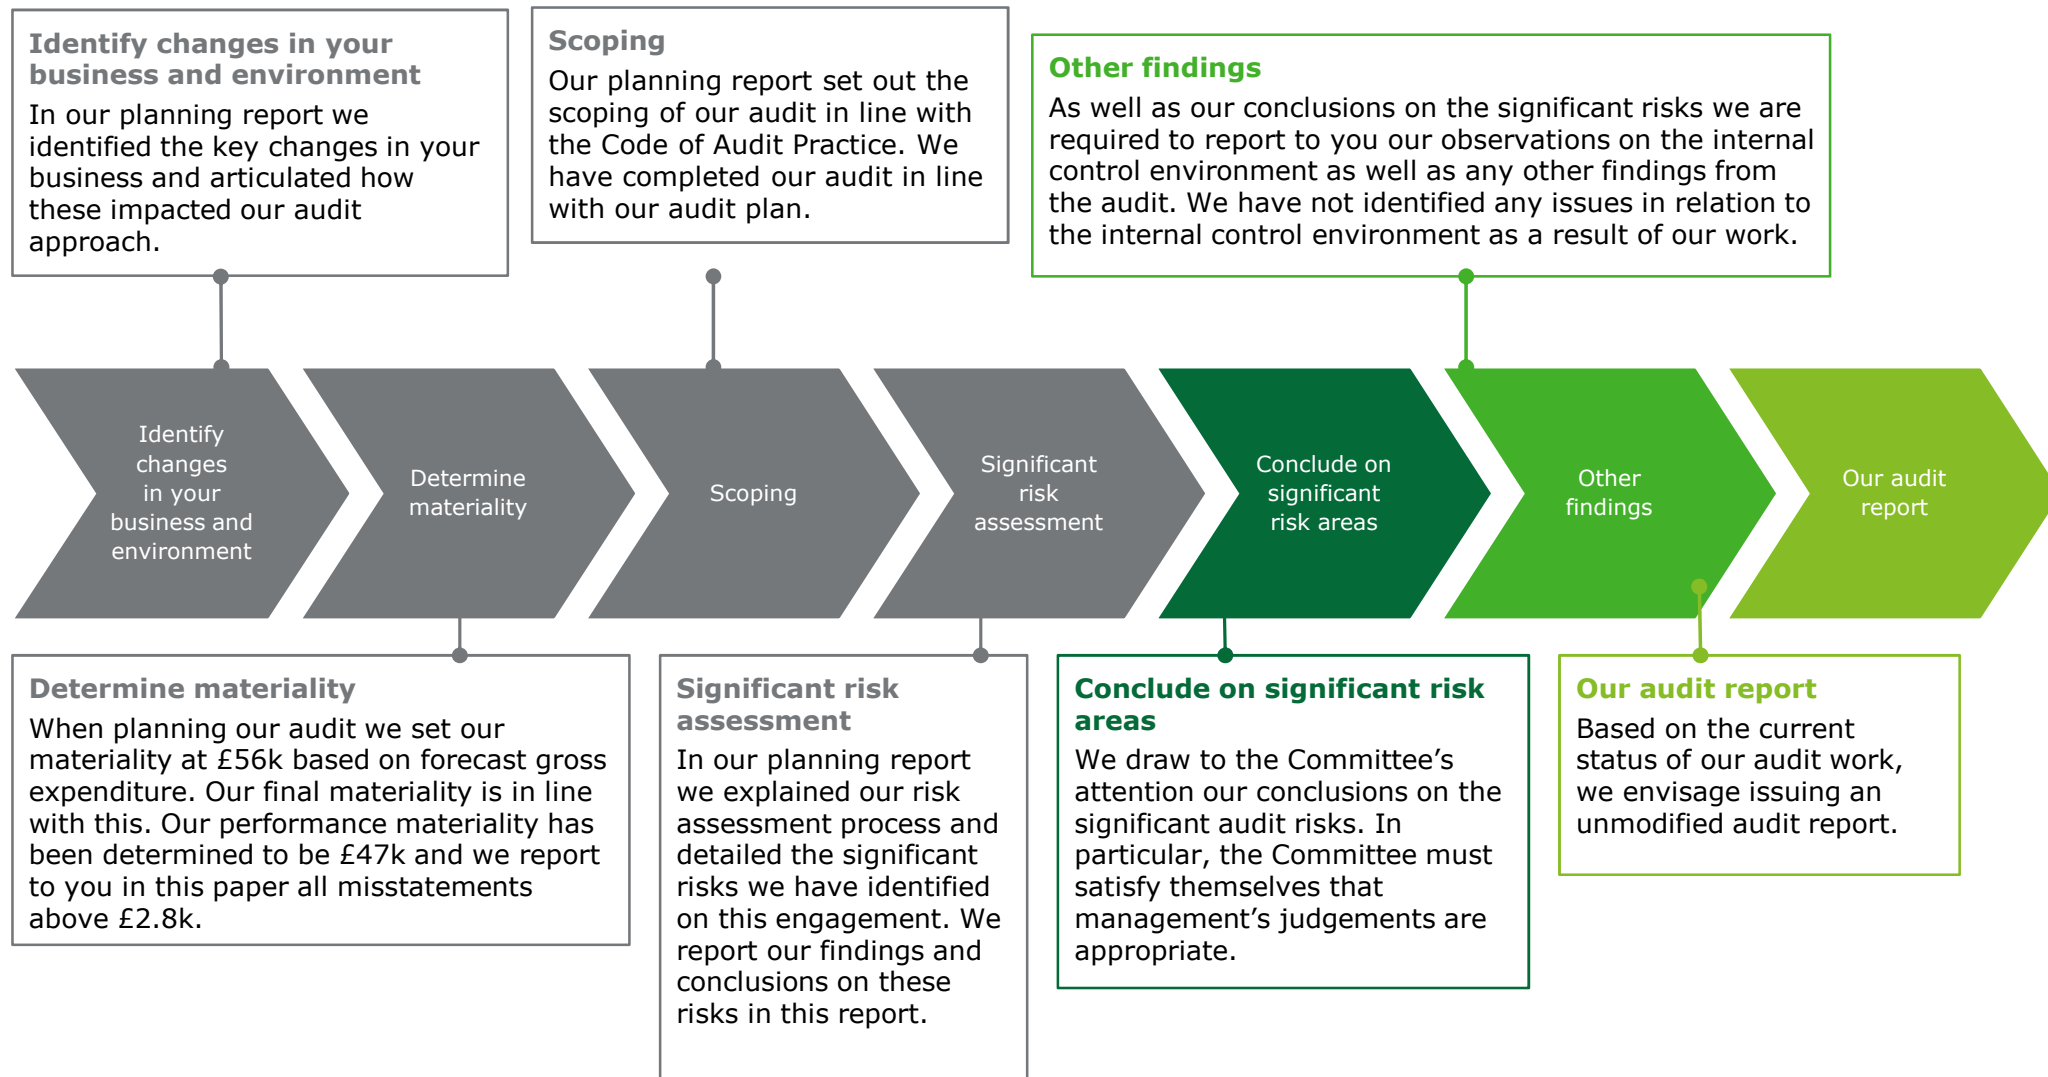 Identify changes in your
business and environment
In our planning report we
identified the key changes in your
business and articulated how
these impacted our audit
approach.
Scoping
Our planning report set out the
scoping of our audit in line with
the Code of Audit Practice. We
have completed our audit in line
with our audit plan.
Other findings
As well as our conclusions on the significant risks we are
required to report to you our observations on the internal
control environment as well as any other findings from
the audit. We have not identified any issues in relation to
the internal control environment as a result of our work.
Identify
changes
in your
business and
environment
Determine
materiality
Scoping
Significant
risk
assessment
Conclude on
significant
risk areas
Other
findings
Our audit
report
Determine materiality
When planning our audit we set our
materiality at £56k based on forecast gross
expenditure. Our final materiality is in line
with this. Our performance materiality has
been determined to be £47k and we report
to you in this paper all misstatements
above £2.8k.
Significant risk
assessment
In our planning report
we explained our risk
assessment process and
detailed the significant
risks we have identified
on this engagement. We
report our findings and
conclusions on these
risks in this report.
Conclude on significant risk
areas
We draw to the Committee’s
attention our conclusions on the
significant audit risks. In
particular, the Committee must
satisfy themselves that
management’s judgements are
appropriate.
Our audit report
Based on the current
status of our audit work,
we envisage issuing an
unmodified audit report.